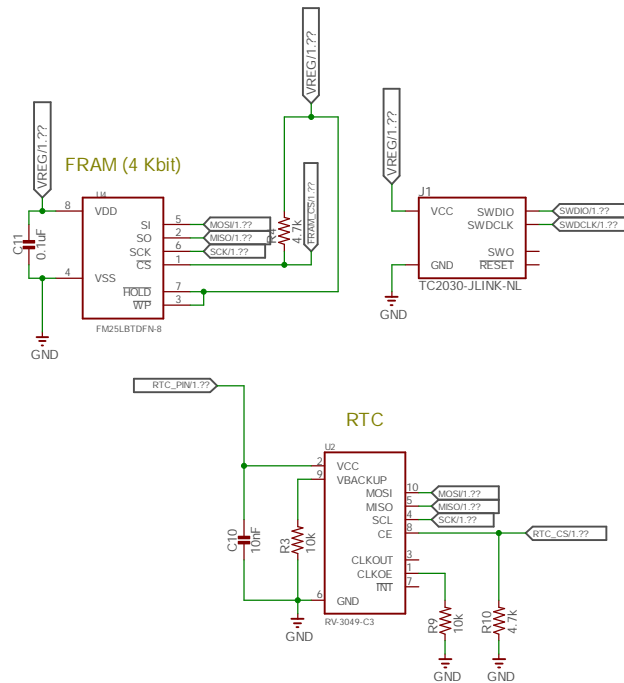 VREG/1.??
VREG/1.??
VREG/1.??
FRAM (4 Kbit)
U4
8 VDD
SI 5 MOSI/1.??
SO 2 MISO/1.??
SCK 6 SCK/1.??
CS 1
4 VSS
HOLD 7
WP 3
C11
0.1uF
R4
4.7k
FRAM_CS/1.??
FM25LBTDFN-8
GND
J1
VCC
SWDIO SWDIO/1.??
SWDCLK SWDCLK/1.??
SWO
GND
RESET
TC2030-JLINK-NL
GND
RTC_PIN/1.??
RTC
U2
2 VCC
9 VBACKUP
MOSI 10 MOSI/1.??
MISO 5 MISO/1.??
SCL 4 SCK/1.??
CE 8 RTC_CS/1.??
CLKOUT 3
CLKOE 1
INT 7
6 GND
C10
10nF
R3
10k
RV-3049-C3
GND
R9
10k
R10
4.7k
GND
GND